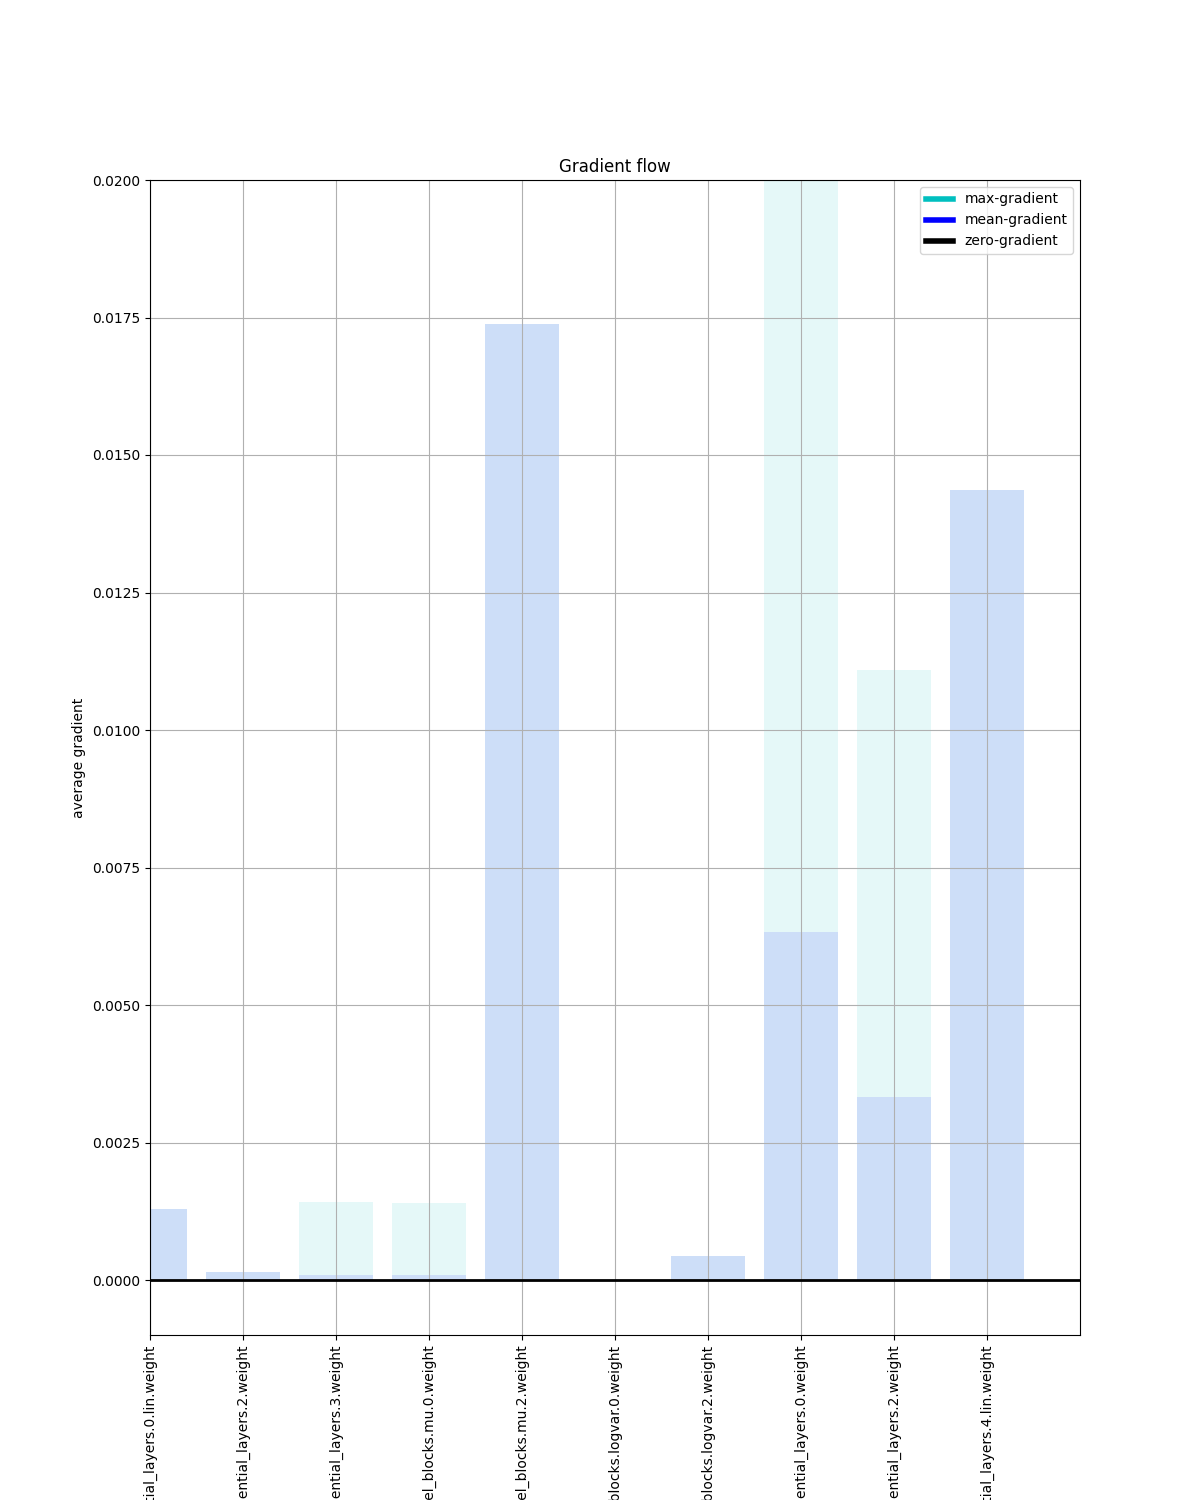 Gradient flow
max-gradient
mean-gradient
zero-gradient
0.0200
0.0175
0.0150
0.0125
0.0100
0.0075
0.0050
0.0025
0.0000
average gradient
tial_layers.0.lin.weight
ential_layers.2.weight
ential_layers.3.weight
el_blocks.mu.0.weight
el_blocks.mu.2.weight
blocks.logvar.0.weight
blocks.logvar.2.weight
ential_layers.0.weight
ential_layers.2.weight
tial_layers.4.lin.weight